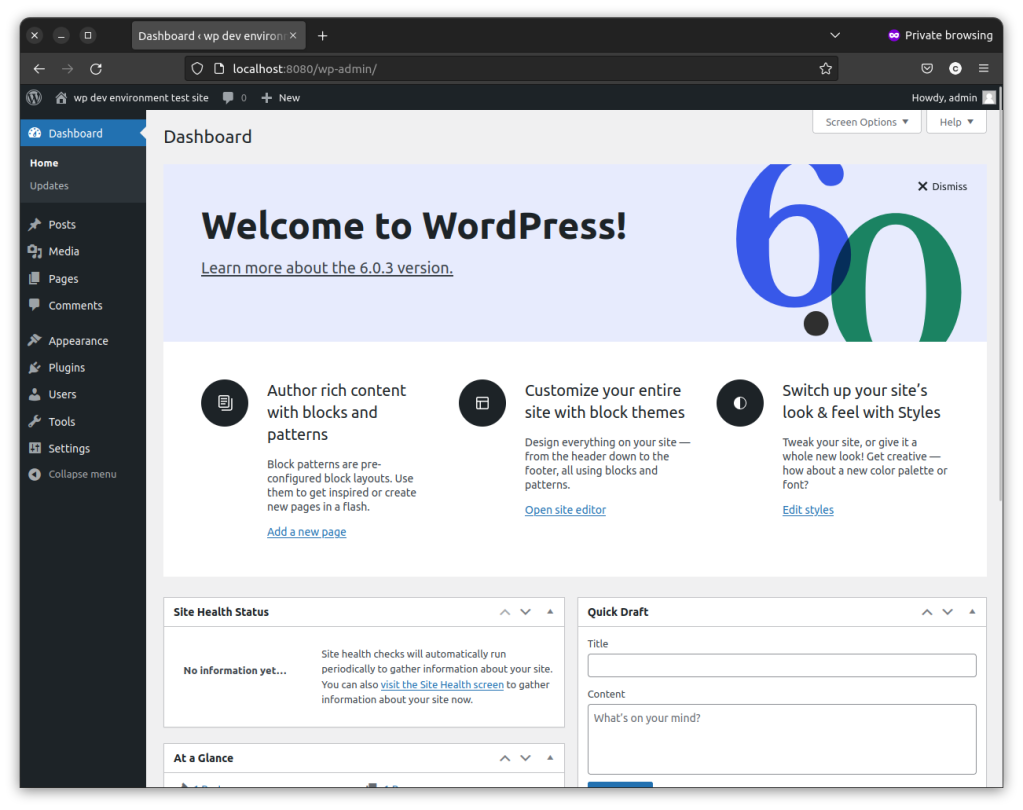 Dashboard ‹ wp dev environ
Private browsing
localhost:8080/wp-admin/
C
wp dev environment test site
0
New
Howdy, admin
Dashboard
Home
Updates
Posts
Media
Pages
Comments
Appearance
Plugins
Users
Tools
Settings
Collapse menu
Screen Options
Help
Dashboard
Dismiss
Welcome to WordPress!
Learn more about the 6.0.3 version.
6.0
Author rich content
with blocks and
patterns
Block patterns are pre-
configured block layouts. Use
them to get inspired or create
new pages in a flash.
Add a new page
Customize your entire
site with block themes
Design everything on your site —
from the header down to the
footer, all using blocks and
patterns.
Open site editor
Switch up your site’s
look & feel with Styles
Tweak your site, or give it a
whole new look! Get creative —
how about a new color palette or
font?
Edit styles
Site Health Status
No information yet…
Site health checks will automatically run
periodically to gather information about your site.
You can also visit the Site Health screen to gather
information about your site now.
At a Glance
Quick Draft
Title
Content
What’s on your mind?